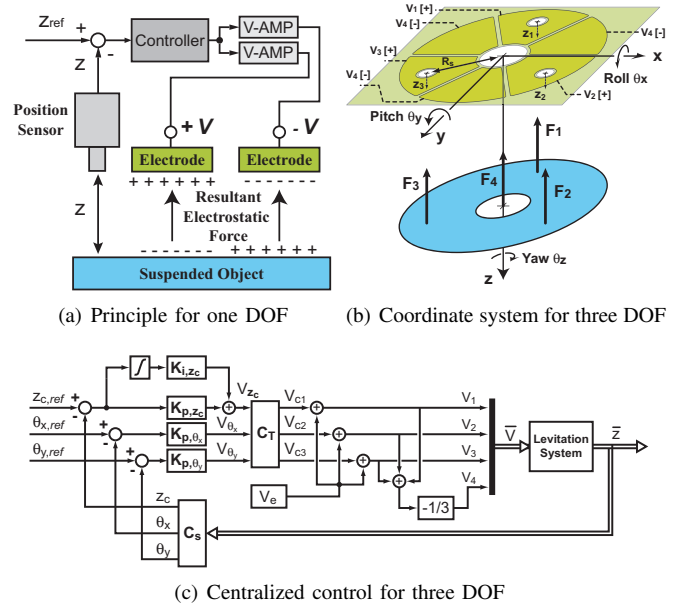 Zref
+
-
Controller
V-AMP
V-AMP
Z
Position
Sensor
+ V
- V
Electrode
Electrode
+ + + + + +
- - - - - -
Z
Resultant
Electrostatic
Force
- - - - - - -
+ + + + + +
Suspended Object
(a) Principle for one DOF
V1 [+]
V4 [-]
V4 [-]
V3 [+]
V4 [-]
z1
Rs
z3
z2
V2 [+]
x
Roll θx
Pitch θy
y
F1
F4
F3
F2
Yaw θz
z
(b) Coordinate system for three DOF
∫
Ki,zc
zc,ref
+
-
Kp,zc
+
Vzc
Vc1
+
V1
θx,ref
+
-
Kp,θx
Vθx
CT
Vc2
+
V2
V̄
Levitation
System
z̄
θy,ref
+
-
Kp,θy
Vθy
Vc3
+
V3
+
Ve
-1/3
V4
zc
θx
θy
Cs
(c) Centralized control for three DOF